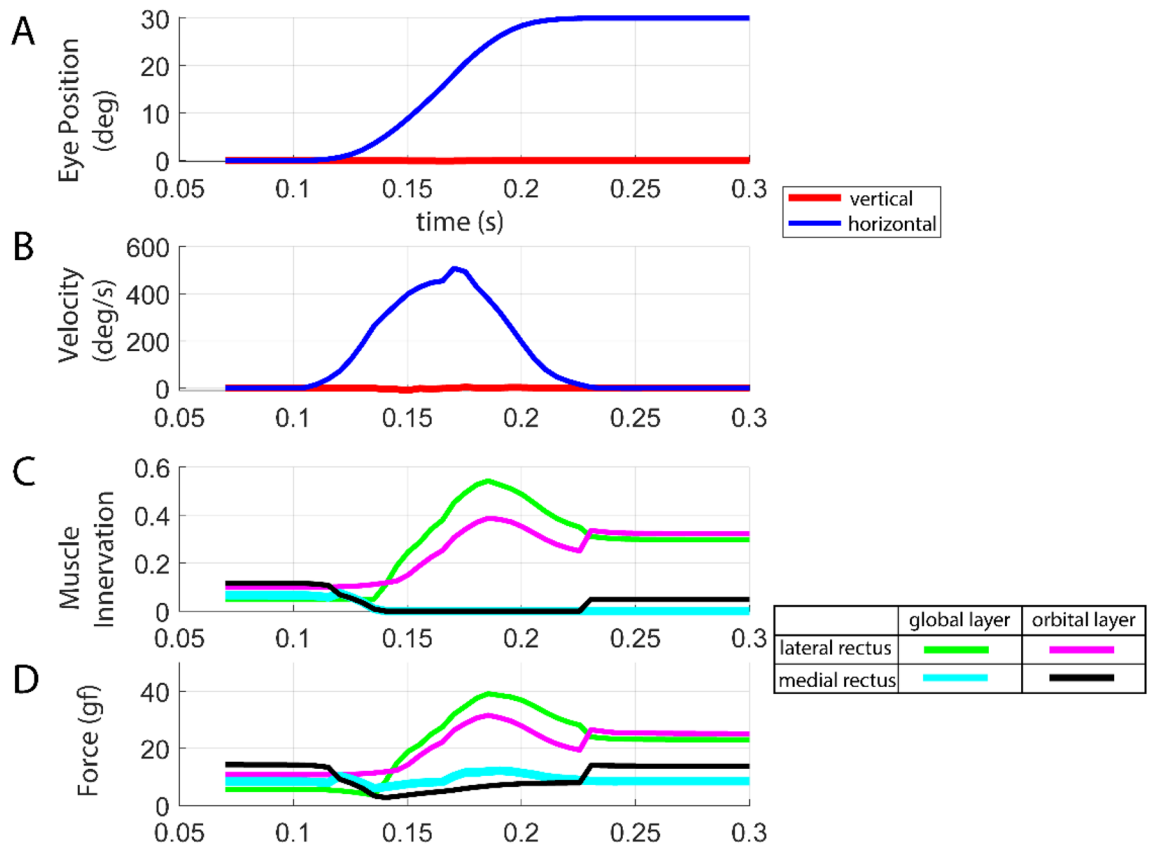 A
Eye Position
(deg)
30
20
10
0
0.05 0.1 0.15 0.2 0.25 0.3
time (s)
vertical
horizontal
B
Velocity
(deg/s)
600
400
200
0
0.05 0.1 0.15 0.2 0.25 0.3
C
Muscle
Innervation
0.6
0.4
0.2
0
0.05 0.1 0.15 0.2 0.25 0.3
global layer orbital layer
lateral rectus
medial rectus
D
Force (gf)
40
20
0
0.05 0.1 0.15 0.2 0.25 0.3